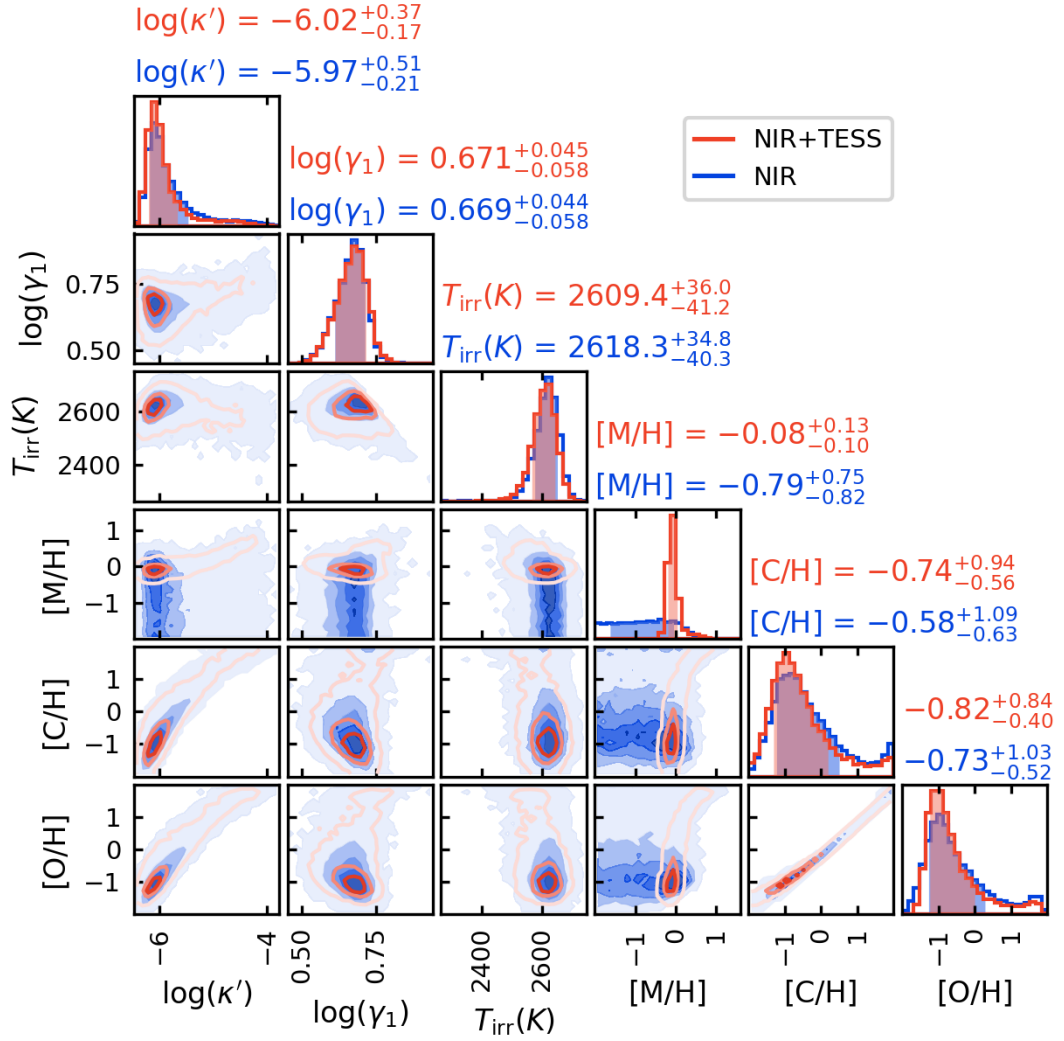 log(κ′) = −6.02 +0.37 −0.17
log(κ′) = −5.97 +0.51 −0.21
NIR+TESS
NIR
log(γ₁) = 0.671 +0.045 −0.058
log(γ₁) = 0.669 +0.044 −0.058
log(γ₁)
0.75
0.50
T_irr(K) = 2609.4 +36.0 −41.2
T_irr(K) = 2618.3 +34.8 −40.3
T_irr(K)
2600
2400
[M/H] = −0.08 +0.13 −0.10
[M/H] = −0.79 +0.75 −0.82
[M/H]
1
0
−1
[C/H] = −0.74 +0.94 −0.56
[C/H] = −0.58 +1.09 −0.63
[C/H]
1
0
−1
−0.82 +0.84 −0.40
−0.73 +1.03 −0.52
[O/H]
1
0
−1
−6 −4 0.50 0.75 2400 2600 −1 0 1 −1 0 1 −1 0 1
log(κ′) log(γ₁) T_irr(K) [M/H] [C/H] [O/H]